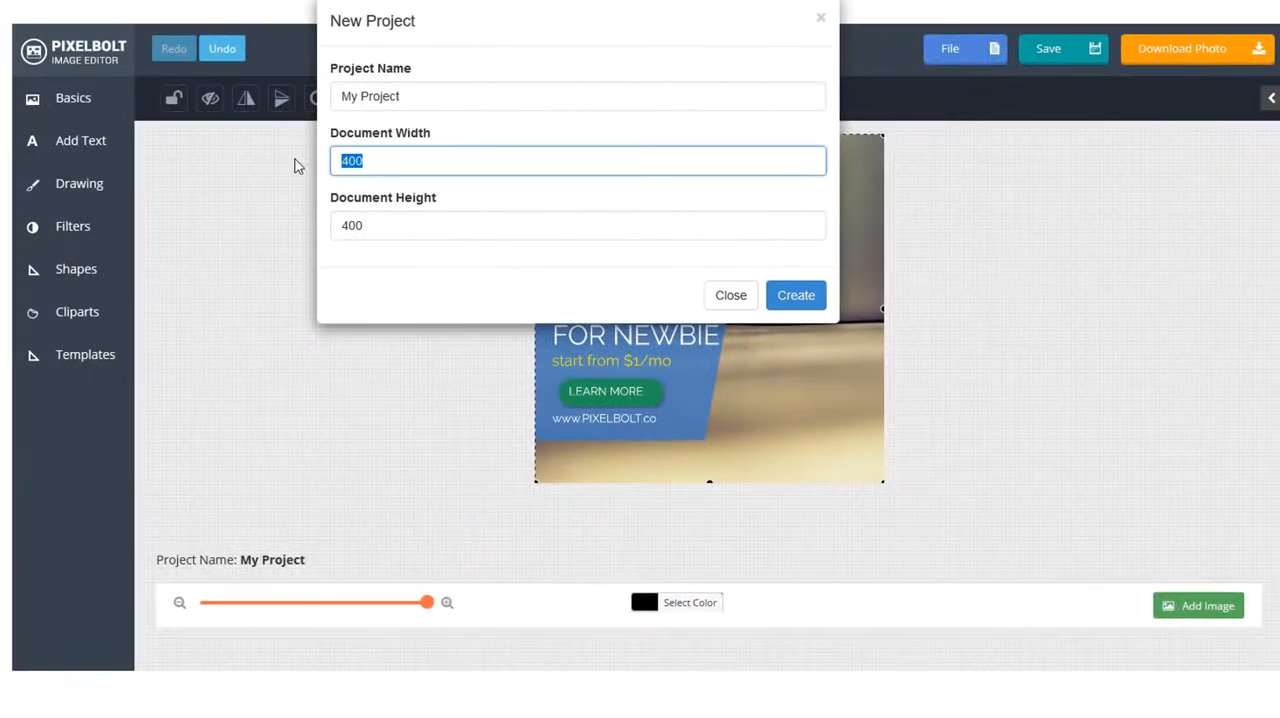 New Project
×
PIXELBOLT
IMAGE EDITOR
Redo
Undo
File
Save
Download Photo
Project Name
My Project
Document Width
400
Document Height
400
Close
Create
Basics
Add Text
Drawing
Filters
Shapes
Cliparts
Templates
FOR NEWBIE
start from $1/mo
LEARN MORE
www.PIXELBOLT.co
Project Name: My Project
Select Color
Add Image